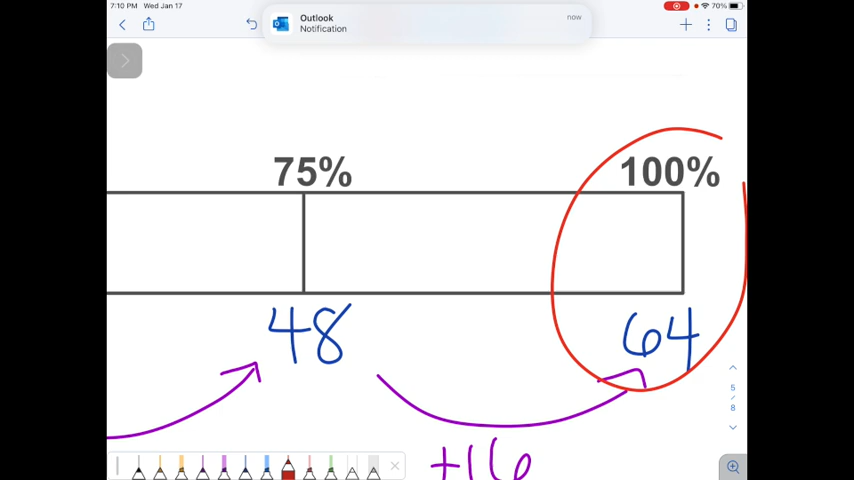 7:10 PM Wed Jan 17
70%
Outlook
now
Notification
75%
100%
48
64
5
/
8
+16